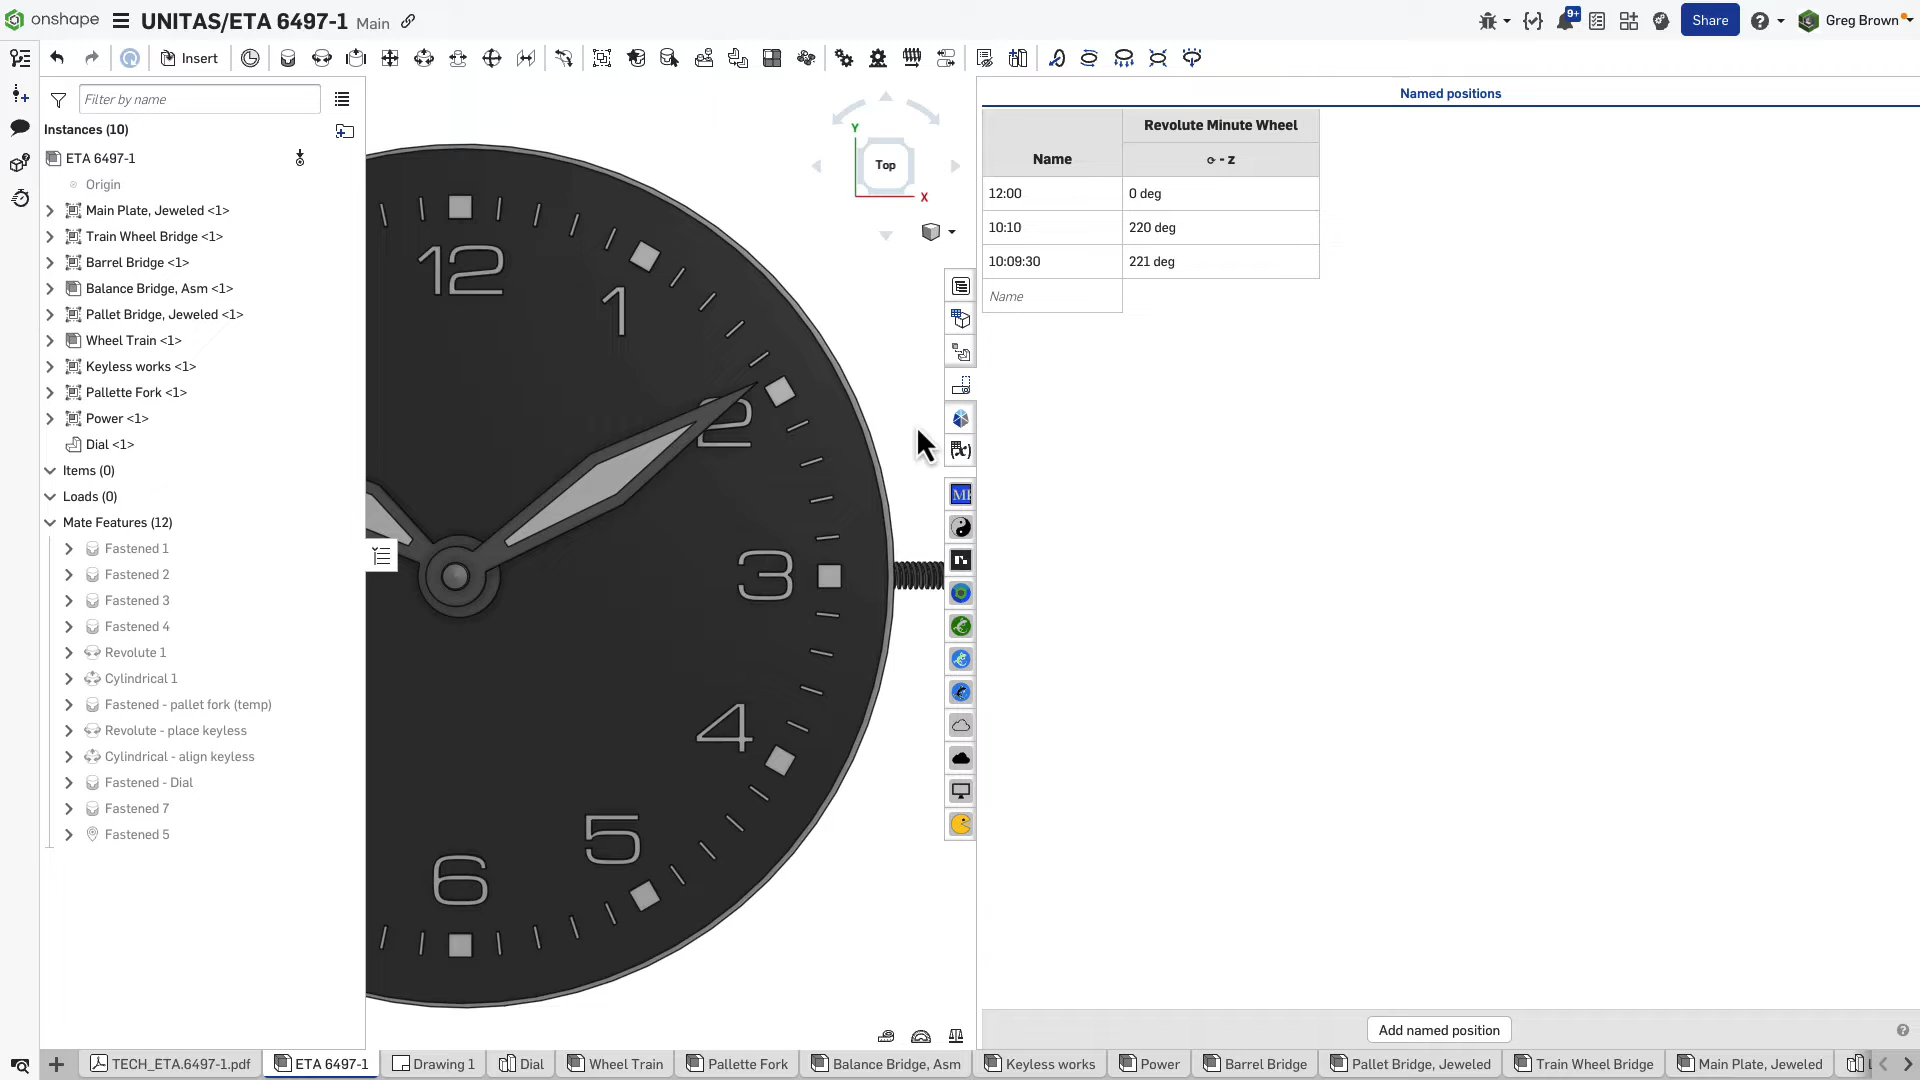 onshape
UNITAS/ETA 6497-1 Main
9+
Share
Greg Brown
Insert
Filter by name
Instances (10)
ETA 6497-1
Origin
Main Plate, Jeweled <1>
Train Wheel Bridge <1>
Barrel Bridge <1>
Balance Bridge, Asm <1>
Pallet Bridge, Jeweled <1>
Wheel Train <1>
Keyless works <1>
Pallette Fork <1>
Power <1>
Dial <1>
Items (0)
Loads (0)
Mate Features (12)
Fastened 1
Fastened 2
Fastened 3
Fastened 4
Revolute 1
Cylindrical 1
Fastened - pallet fork (temp)
Revolute - place keyless
Cylindrical - align keyless
Fastened - Dial
Fastened 7
Fastened 5
12
1
2
3
4
5
6
Y
Top
X
Named positions
Name
Revolute Minute Wheel
- z
12:00 0 deg
10:10 220 deg
10:09:30 221 deg
Name
Add named position
TECH_ETA.6497-1.pdf
ETA 6497-1
Drawing 1
Dial
Wheel Train
Pallette Fork
Balance Bridge, Asm
Keyless works
Power
Barrel Bridge
Pallet Bridge, Jeweled
Train Wheel Bridge
Main Plate, Jeweled